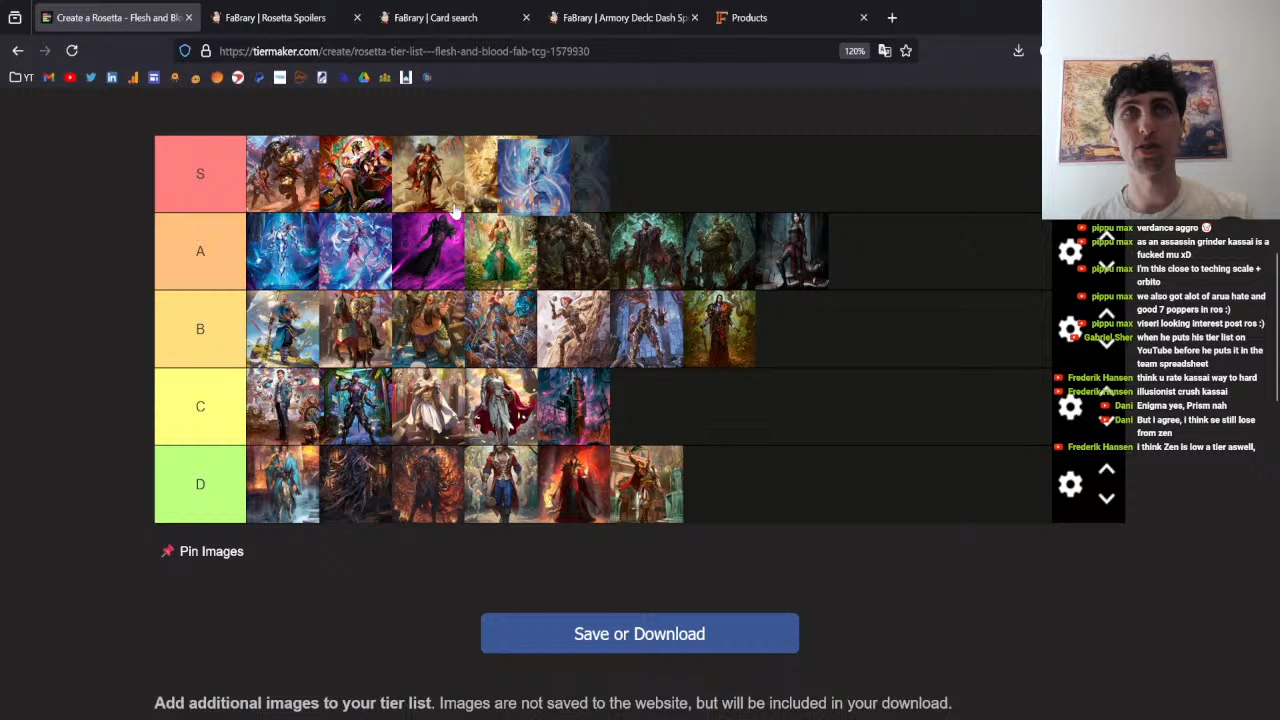 Create a Rosetta - Flesh and Blo
FaBrary | Rosetta Spoilers
FaBrary | Card search
FaBrary | Armory Deck: Dash Sp
Products
https://tiermaker.com/create/rosetta-tier-list---flesh-and-blood-fab-tcg-1579930
120%
YT
S
A
B
C
D
pippu max verdance aggro
pippu max as an assassin grinder kassai is a
fucked mu xD
pippu max I'm this close to teching scale +
orbito
pippu max we also got alot of arua hate and
good 7 poppers in ros :)
pippu max viseri looking interest post ros :)
Gabriel Sher when he puts his tier list on
YouTube before he puts it in the
team spreadsheet
Frederik Hansen think u rate kassai way to hard
Frederik Hansen illusionist crush kassai
Dani Enigma yes, Prism nah
Dani But i agree, i think se still lose
from zen
Frederik Hansen i think Zen is low a tier aswell,
Pin Images
Save or Download
Add additional images to your tier list. Images are not saved to the website, but will be included in your download.